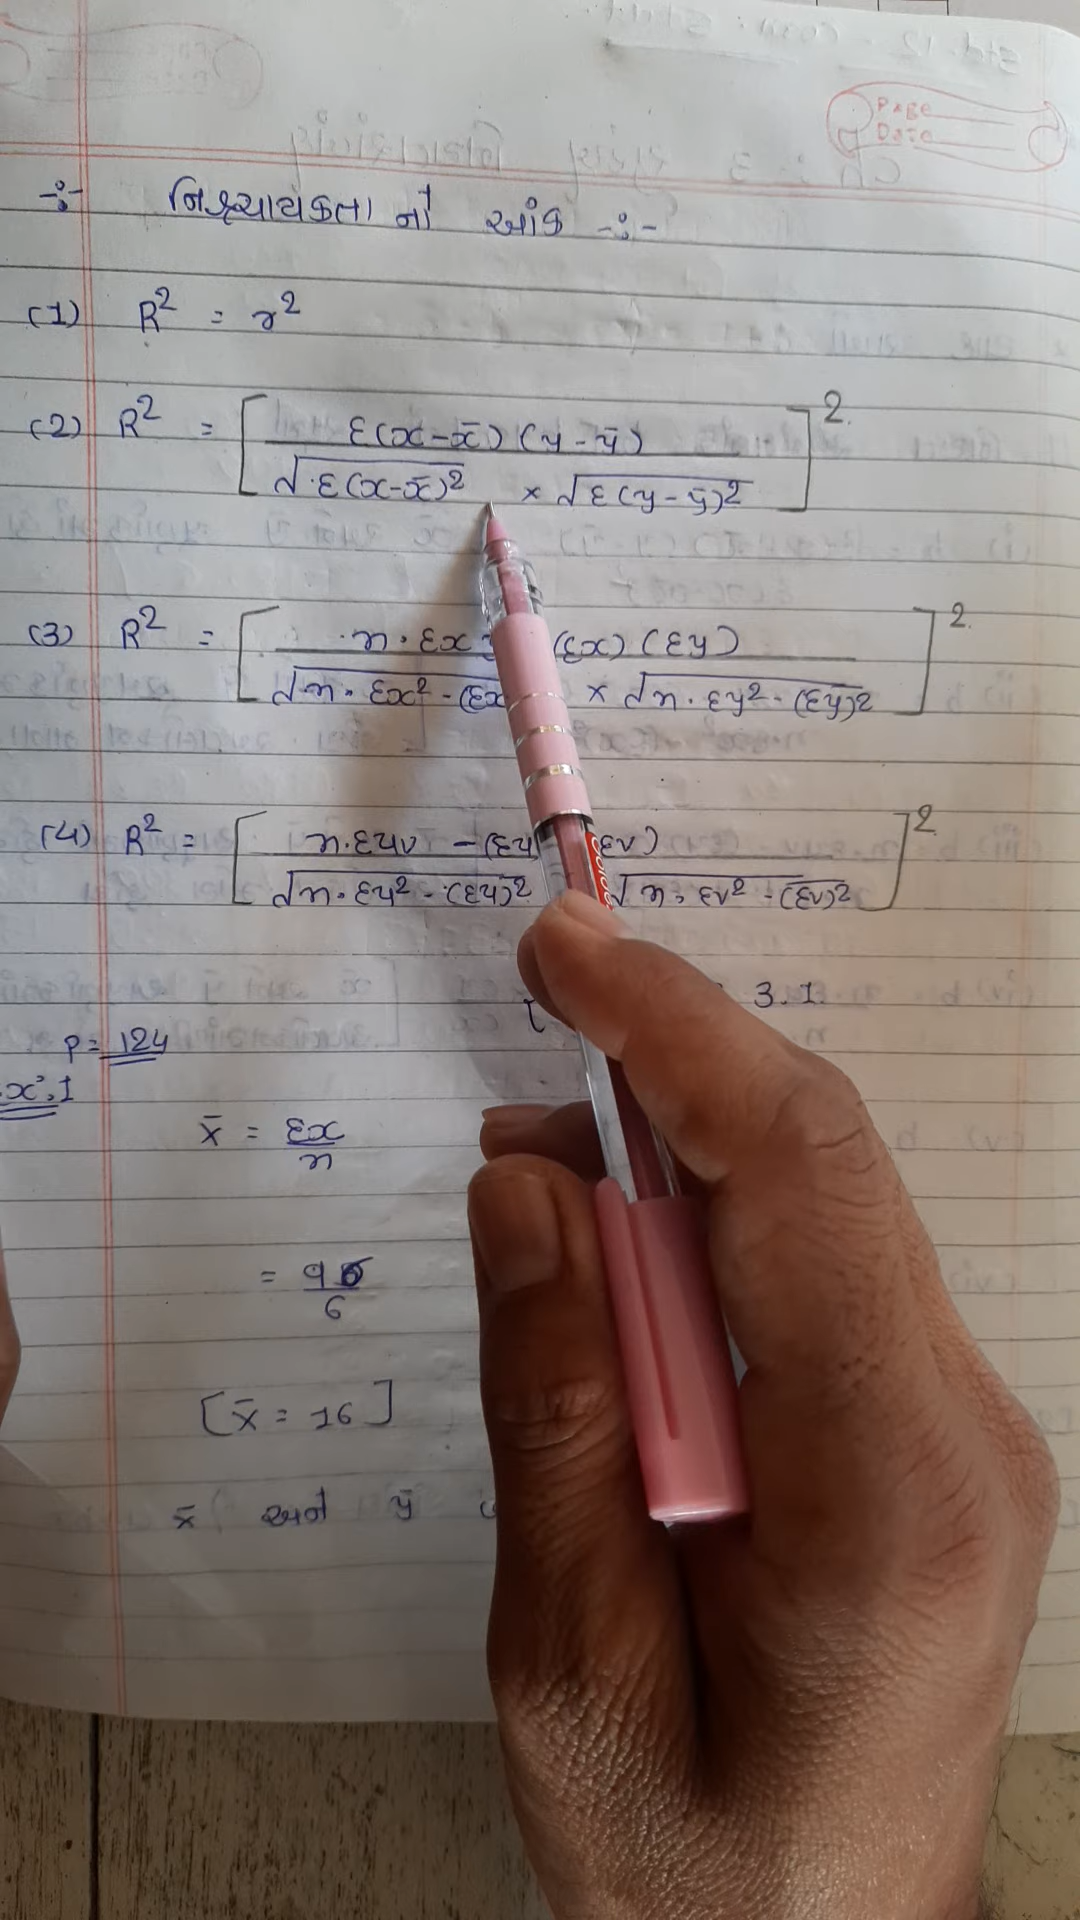 Page
Date
-:- નિશ્ચાયકતા નો આંક -:-
(1) R² = r²
(2) R² = [ Σ(x-x̄)(y-ȳ) / √Σ(x-x̄)² × √Σ(y-ȳ)² ]²
(3) R² = [ n·Σx (Σx)(Σy) / √n·Σx²-(Σx × √n·Σy²-(Σy)² ]²
(4) R² = [ n·Σuv -(Σu Σv) / √n·Σu²-(Σu)² √n·Σv²-(Σv)² ]²
3.1
P= 124
x.1
x̄ = Σx/n
= 96/6
[x̄ = 16]
x̄ અને ȳ